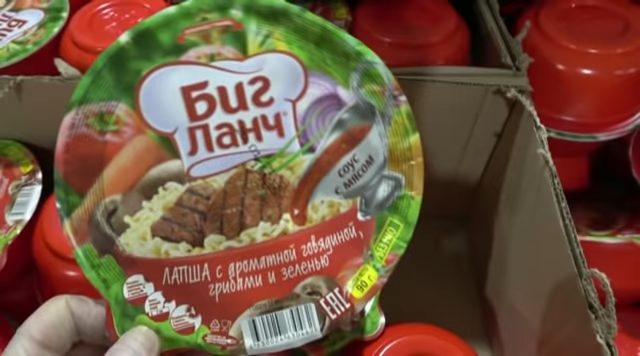 Биг
Ланч
соус
с мясом
лапша с ароматной говядиной,
грибами и зеленью
90 г
EAC